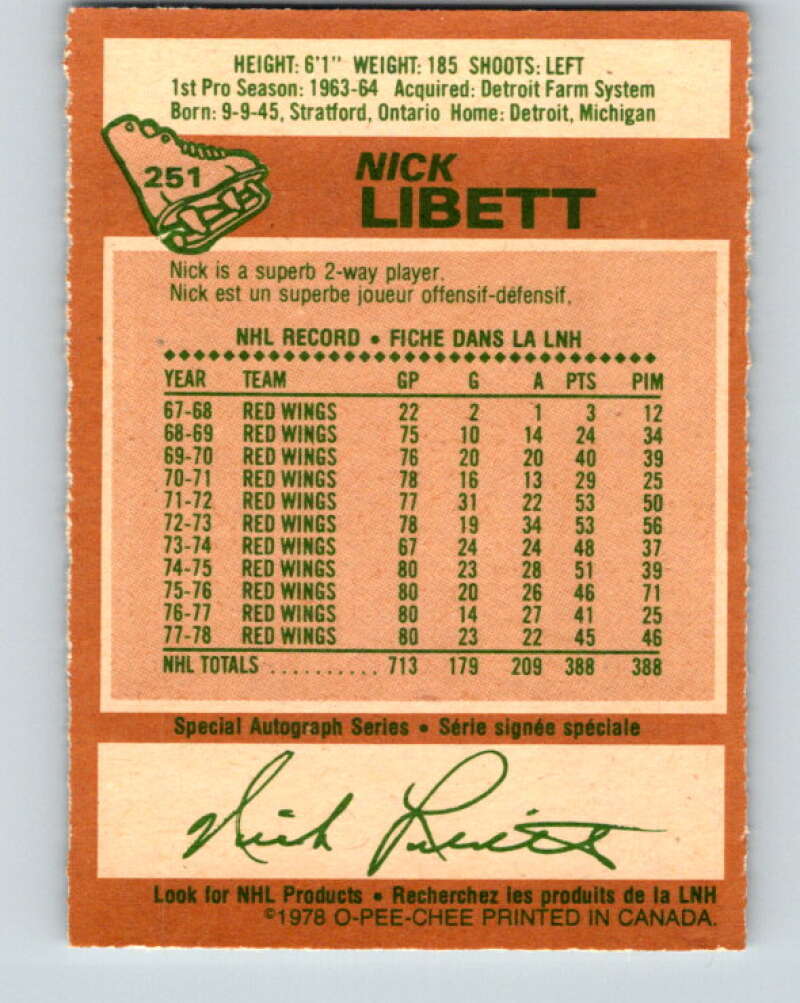 HEIGHT: 6'1" WEIGHT: 185 SHOOTS: LEFT
1st Pro Season: 1963-64 Acquired: Detroit Farm System
Born: 9-9-45, Stratford, Ontario Home: Detroit, Michigan
251
NICK
LIBETT
Nick is a superb 2-way player.
Nick est un superbe joueur offensif-défensif.
NHL RECORD • FICHE DANS LA LNH
YEAR TEAM GP G A PTS PIM
67-68 RED WINGS 22 2 1 3 12
68-69 RED WINGS 75 10 14 24 34
69-70 RED WINGS 76 20 20 40 39
70-71 RED WINGS 78 16 13 29 25
71-72 RED WINGS 77 31 22 53 50
72-73 RED WINGS 78 19 34 53 56
73-74 RED WINGS 67 24 24 48 37
74-75 RED WINGS 80 23 28 51 39
75-76 RED WINGS 80 20 26 46 71
76-77 RED WINGS 80 14 27 41 25
77-78 RED WINGS 80 23 22 45 46
NHL TOTALS .......... 713 179 209 388 388
Special Autograph Series • Série signée spéciale
Nick Libett
Look for NHL Products • Recherchez les produits de la LNH
©1978 O-PEE-CHEE PRINTED IN CANADA.